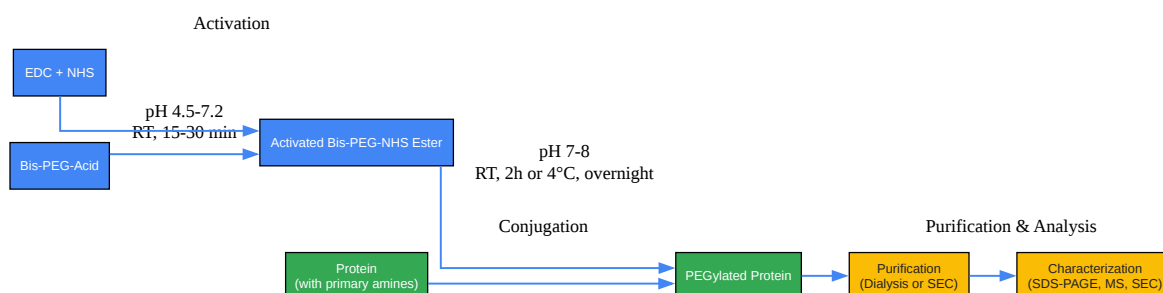 Activation
EDC + NHS
pH 4.5-7.2
RT, 15-30 min
Bis-PEG-Acid
Activated Bis-PEG-NHS Ester
pH 7-8
RT, 2h or 4°C, overnight
Conjugation
Purification & Analysis
Protein
(with primary amines)
PEGylated Protein
Purification
(Dialysis or SEC)
Characterization
(SDS-PAGE, MS, SEC)